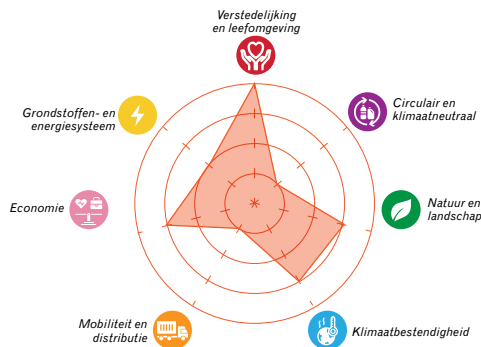 Verstedelijking
en leefomgeving
Grondstoffen- en
energiesysteem
Circulair en
klimaatneutraal
Economie
Natuur en
landschap
Mobiliteit en
distributie
Klimaatbestendigheid